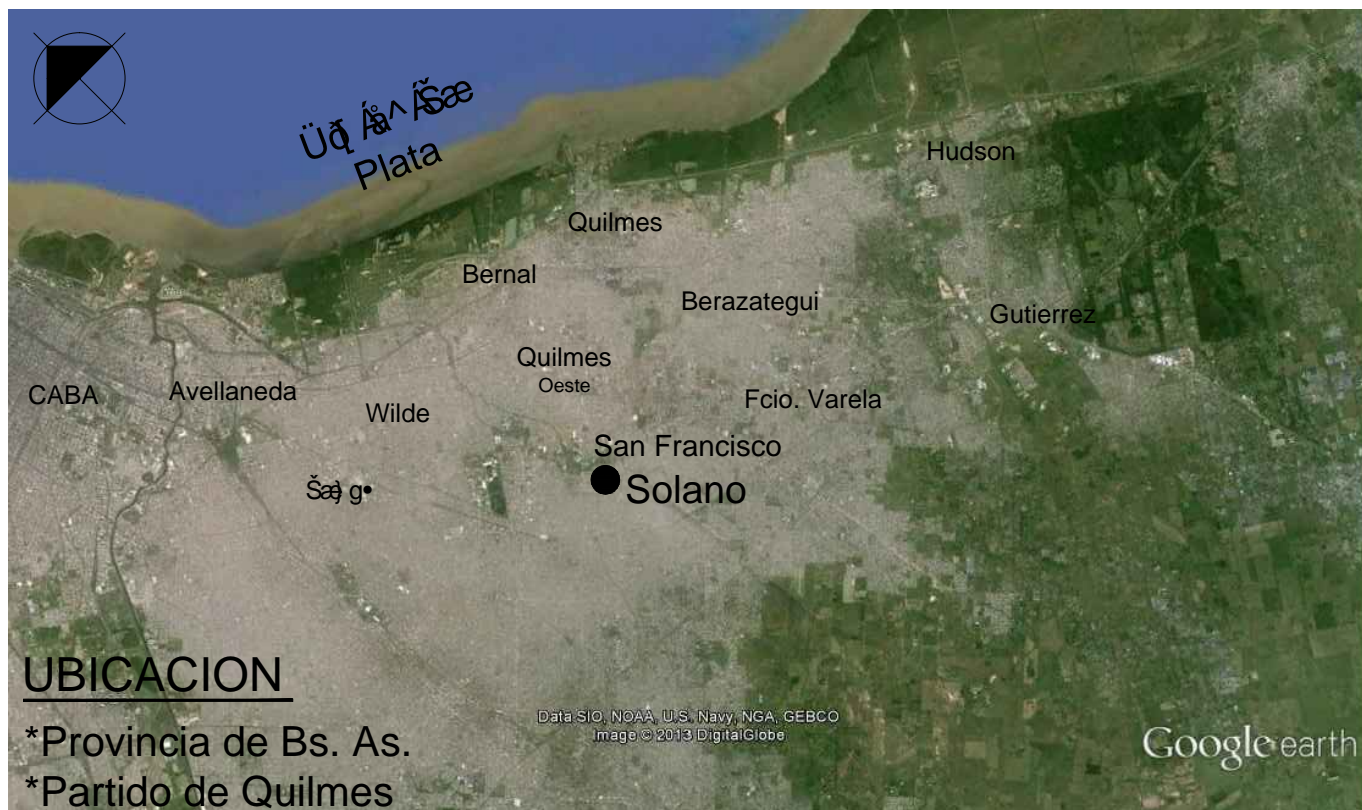 Plata
Hudson
Quilmes
Bernal
Berazategui
Gutierrez
Quilmes
Oeste
CABA
Avellaneda
Wilde
Fcio. Varela
San Francisco
Solano
UBICACION
*Provincia de Bs. As.
*Partido de Quilmes
Data SIO, NOAA, U.S. Navy, NGA, GEBCO
Image © 2013 DigitalGlobe
Google earth